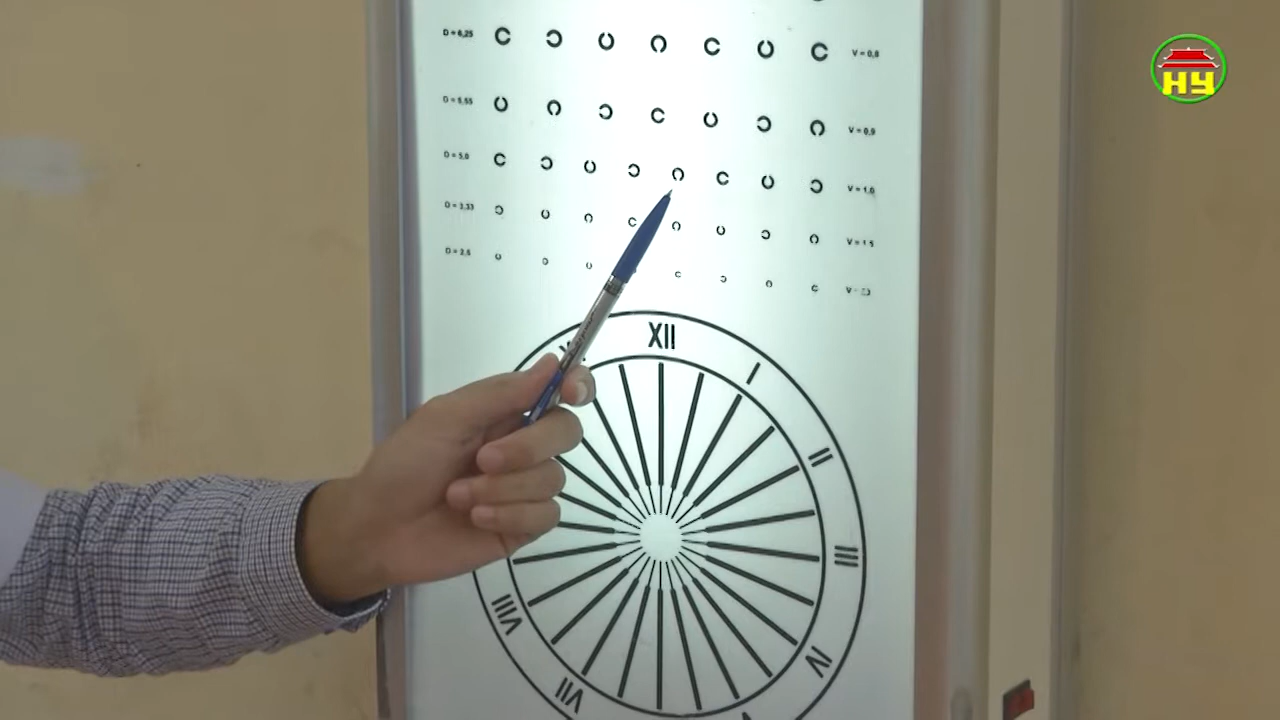 D = 6,25 C C C C C C C V = 0,8
D = 5,55 C C C C C C C V = 0,9
D = 5,0 C C C C C C C C V = 1.0
D = 3,33 C C C C C C C C V = 1.5
D = 2,5 C C C C C C C
XII
I
II
III
IV
VII
VIII
HY